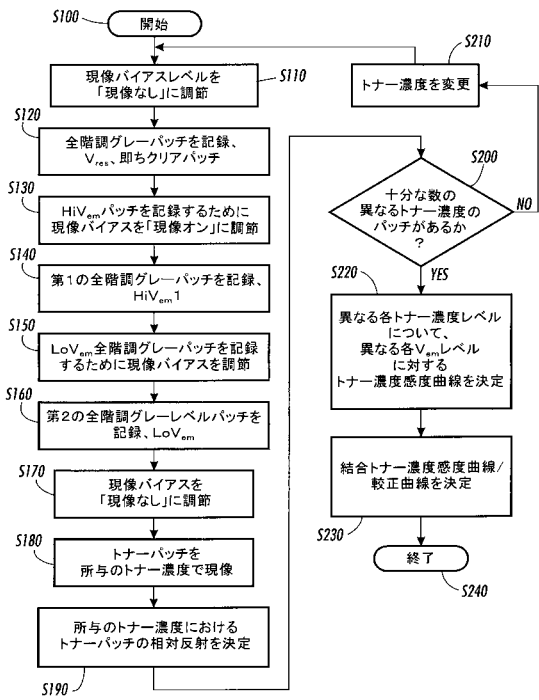 S100
開始
S110
現像バイアスレベルを
「現像なし」に調節
S120
全階調グレーパッチを記録、
Vres、即ちクリアパッチ
S130
HiVemパッチを記録するために
現像バイアスを「現像オン」に調節
S140
第1の全階調グレーパッチを記録、
HiVem1
S150
LoVem全階調グレーパッチを記録
するために現像バイアスを調節
S160
第2の全階調グレーレベルパッチを
記録、LoVem
S170
現像バイアスを
「現像なし」に調節
S180
トナーパッチを
所与のトナー濃度で現像
所与のトナー濃度における
トナーパッチの相対反射を決定
S190
S200
十分な数の
異なるトナー濃度の
パッチがあるか
?
NO
YES
S210
トナー濃度を変更
S220
異なる各トナー濃度レベル
について、
異なる各Vemレベル
に対する
トナー濃度感度曲線を決定
結合トナー濃度感度曲線/
較正曲線を決定
S230
終了
S240